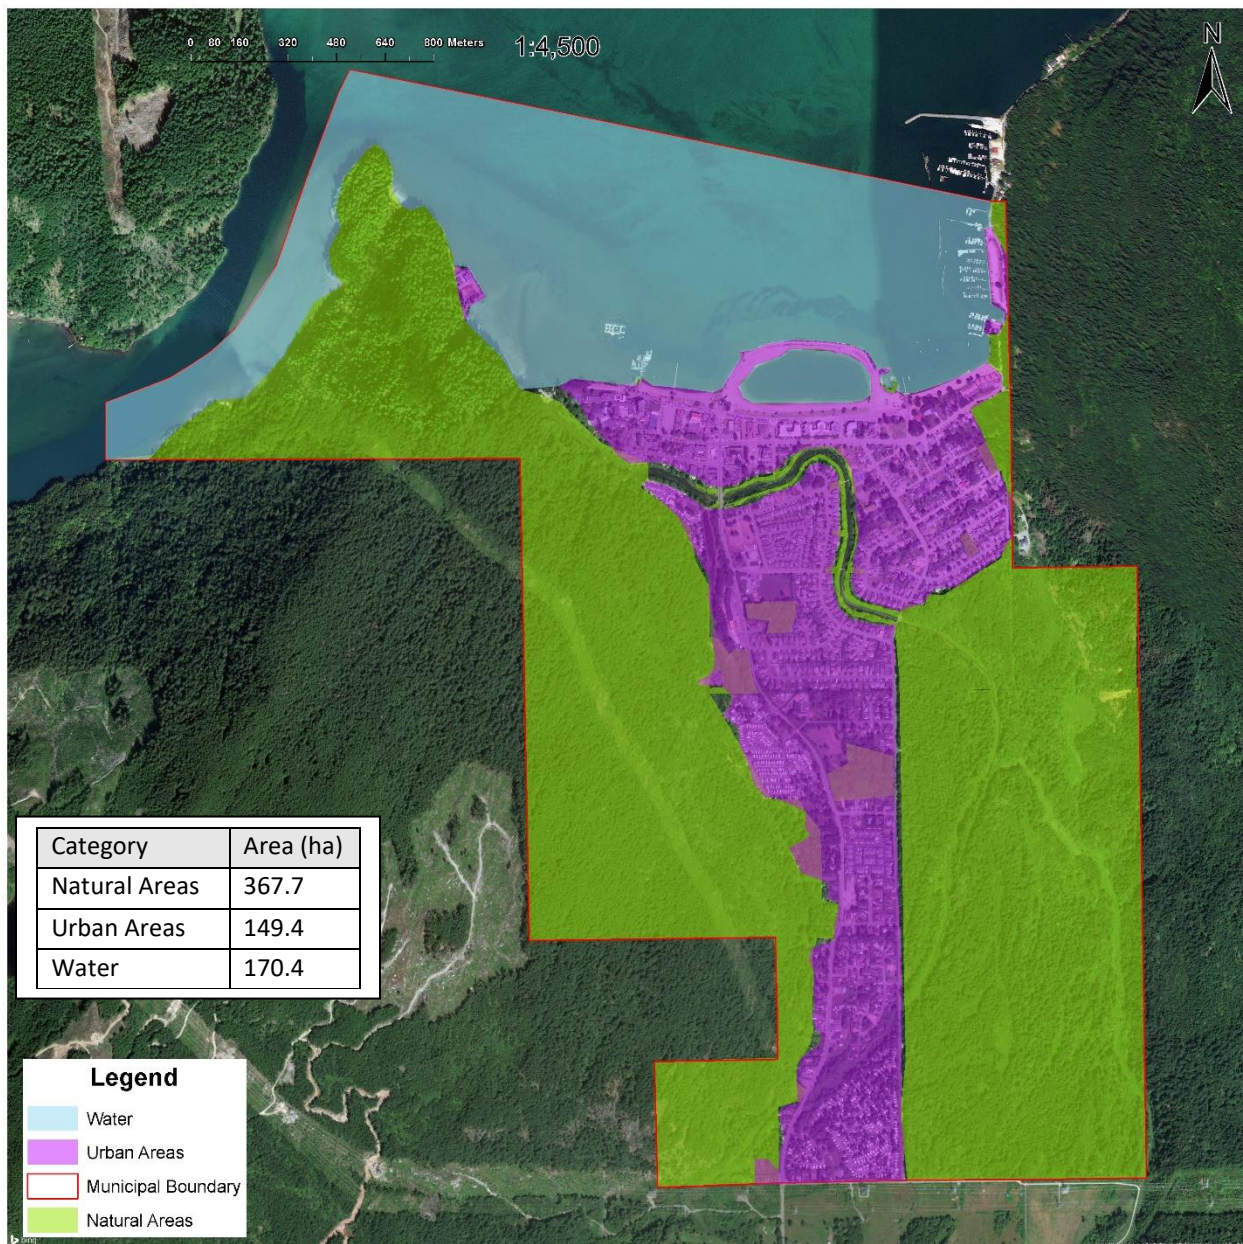 0 80 160 320 480 640 800 Meters
1:4,500
N
Category Area (ha)
Natural Areas 367.7
Urban Areas 149.4
Water 170.4
Legend
Water
Urban Areas
Municipal Boundary
Natural Areas
bing